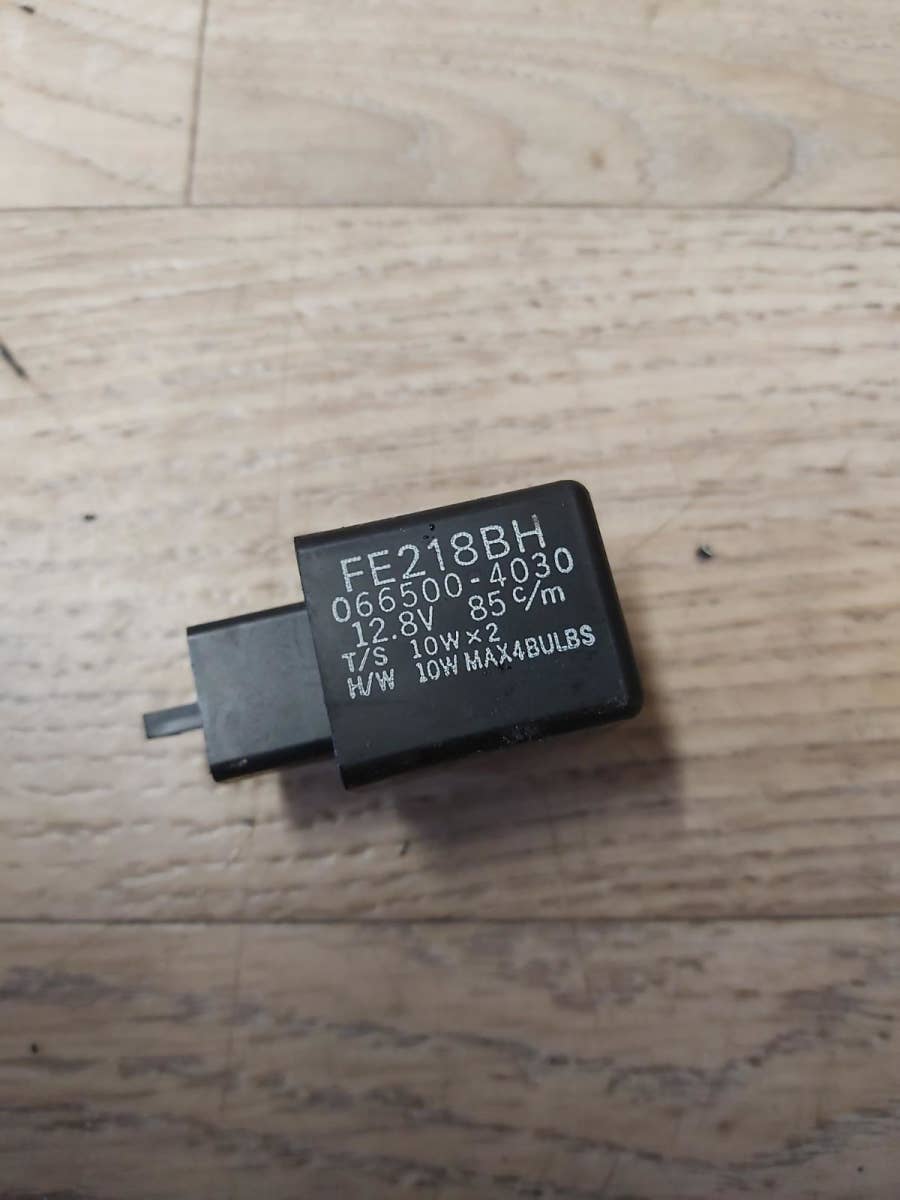 FE218BH
066500-4030
12.8V 85c/m
T/S 10W×2
H/W 10W MAX4BULBS